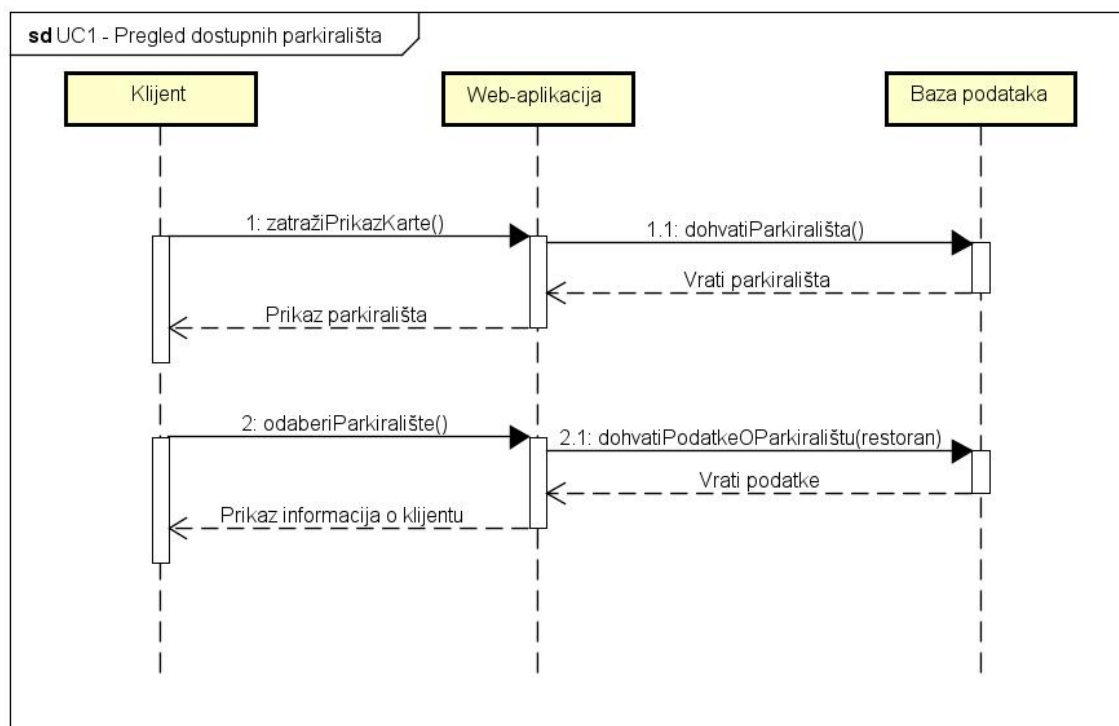 sd UC1 - Pregled dostupnih parkirališta
Klijent
Web-aplikacija
Baza podataka
1: zatražiPrikazKarte()
1.1: dohvatiParkirališta()
Vrati parkirališta
Prikaz parkirališta
2: odaberiParkiralište()
2.1: dohvatiPodatkeOParkiralištu(restoran)
Vrati podatke
Prikaz informacija o klijentu